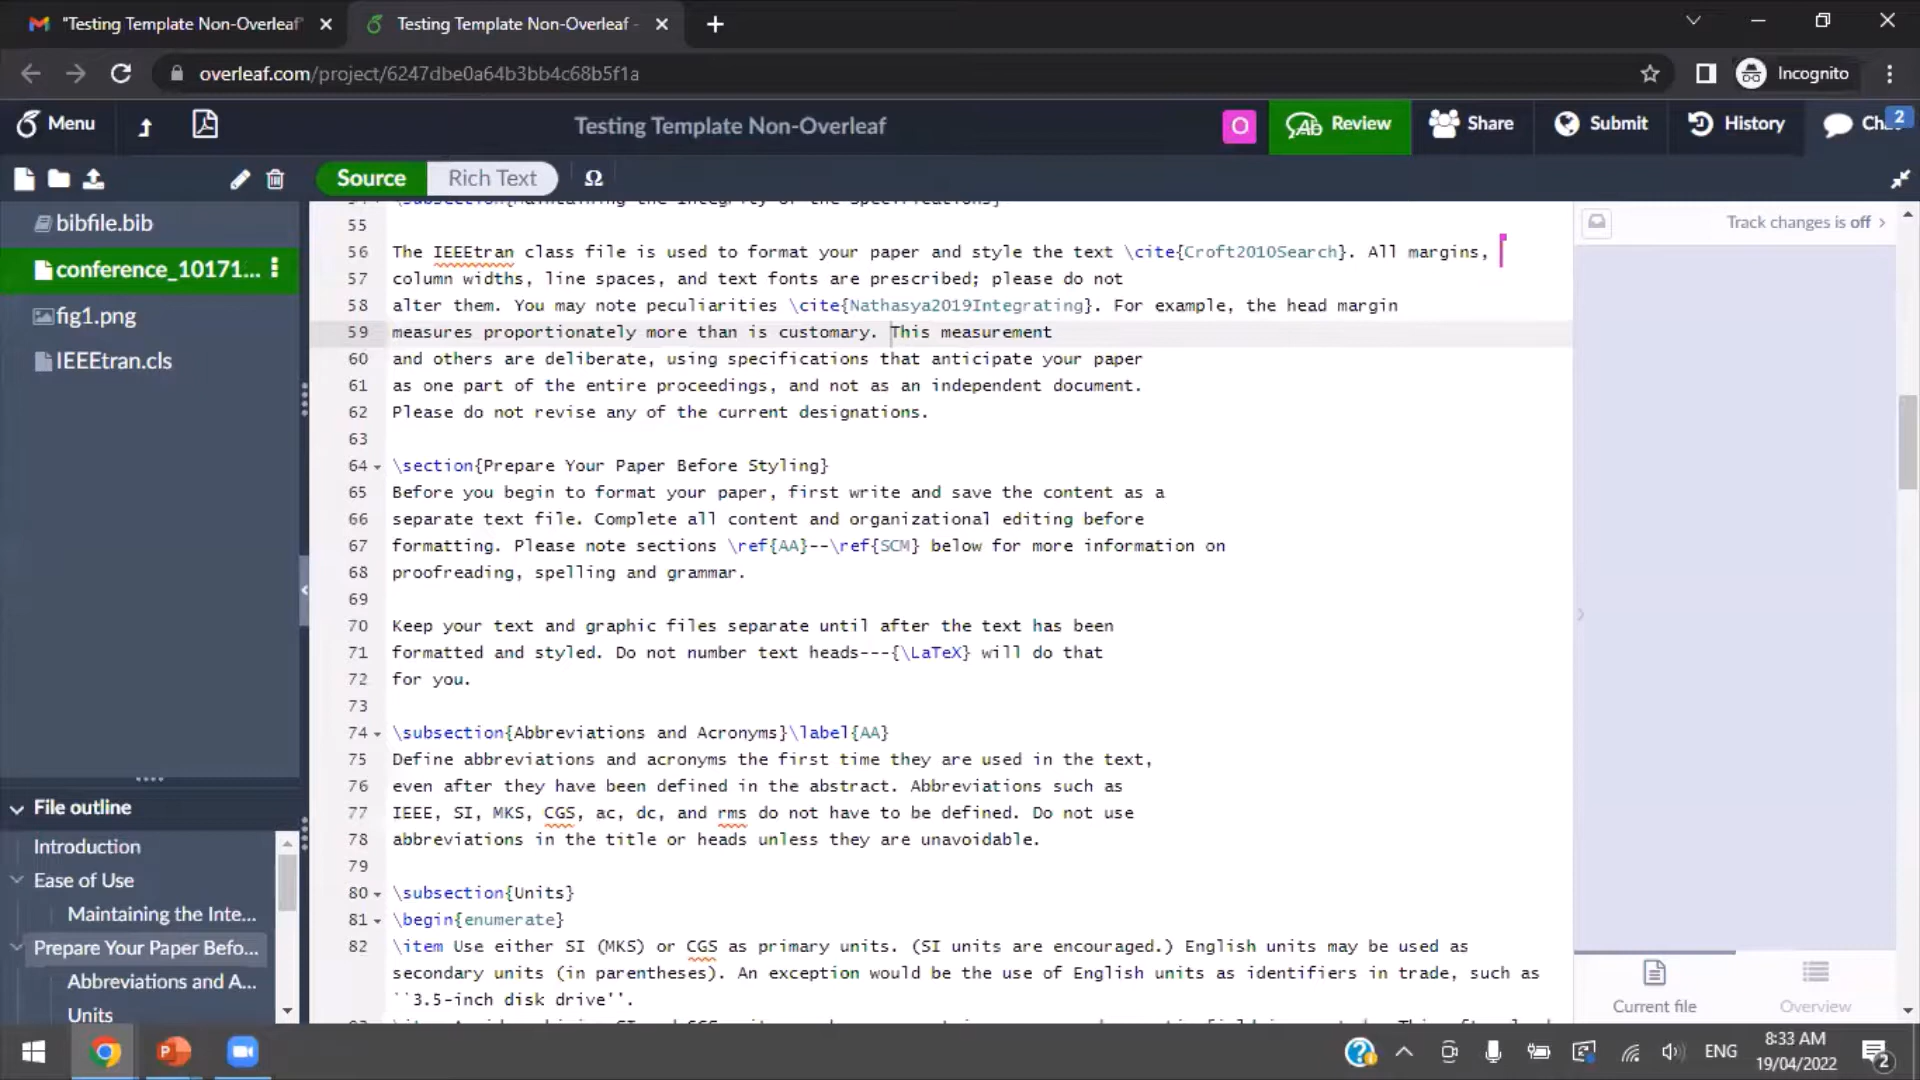 "Testing Template Non-Overleaf"
Testing Template Non-Overleaf -
overleaf.com/project/6247dbe0a64b3bb4c68b5f1a
Incognito
Menu
Testing Template Non-Overleaf
O
Review
Share
Submit
History
2
Source
Rich Text
Ω
bibfile.bib
conference_10171...
fig1.png
IEEEtran.cls
Track changes is off
55
56 The IEEEtran class file is used to format your paper and style the text \cite{Croft2010Search}. All margins,
57 column widths, line spaces, and text fonts are prescribed; please do not
58 alter them. You may note peculiarities \cite{Nathasya2019Integrating}. For example, the head margin
59 measures proportionately more than is customary. This measurement
60 and others are deliberate, using specifications that anticipate your paper
61 as one part of the entire proceedings, and not as an independent document.
62 Please do not revise any of the current designations.
63
64 \section{Prepare Your Paper Before Styling}
65 Before you begin to format your paper, first write and save the content as a
66 separate text file. Complete all content and organizational editing before
67 formatting. Please note sections \ref{AA}--\ref{SCM} below for more information on
68 proofreading, spelling and grammar.
69
70 Keep your text and graphic files separate until after the text has been
71 formatted and styled. Do not number text heads---{\LaTeX} will do that
72 for you.
73
74 \subsection{Abbreviations and Acronyms}\label{AA}
75 Define abbreviations and acronyms the first time they are used in the text,
76 even after they have been defined in the abstract. Abbreviations such as
77 IEEE, SI, MKS, CGS, ac, dc, and rms do not have to be defined. Do not use
78 abbreviations in the title or heads unless they are unavoidable.
79
80 \subsection{Units}
81 \begin{enumerate}
82 \item Use either SI (MKS) or CGS as primary units. (SI units are encouraged.) English units may be used as
secondary units (in parentheses). An exception would be the use of English units as identifiers in trade, such as
``3.5-inch disk drive''.
File outline
Introduction
Ease of Use
Maintaining the Inte...
Prepare Your Paper Befo...
Abbreviations and A...
Units
Current file
Overview
ENG
8:33 AM
19/04/2022
2